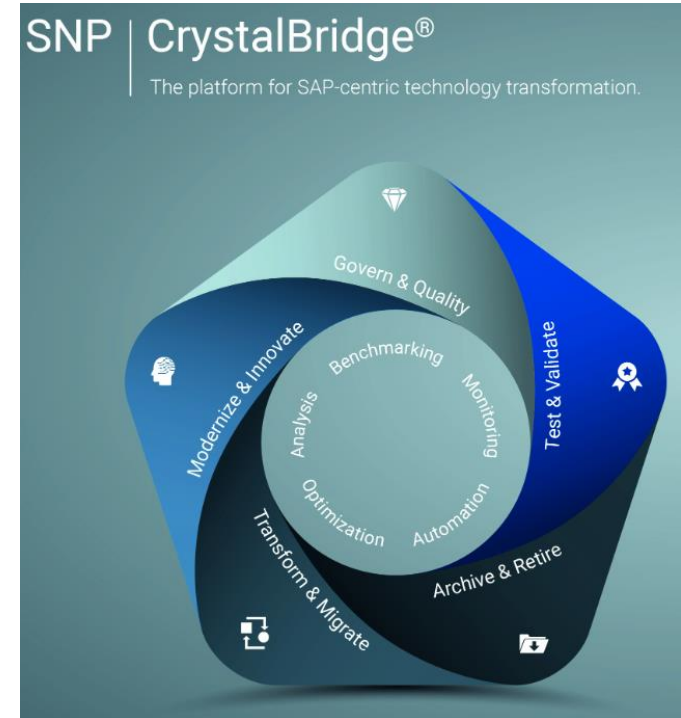 SNP | CrystalBridge®
The platform for SAP-centric technology transformation.
Govern & Quality
Test & Validate
Archive & Retire
Transform & Migrate
Modernize & Innovate
Benchmarking
Monitoring
Automation
Optimization
Analysis